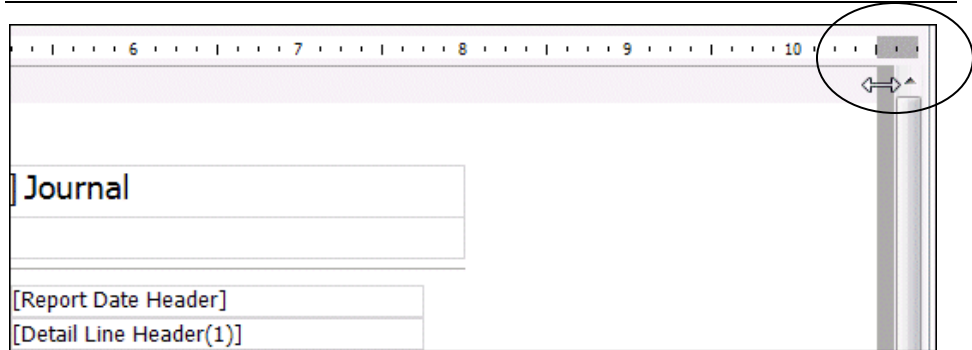 6 7 8 9 10
] Journal
[Report Date Header]
[Detail Line Header(1)]